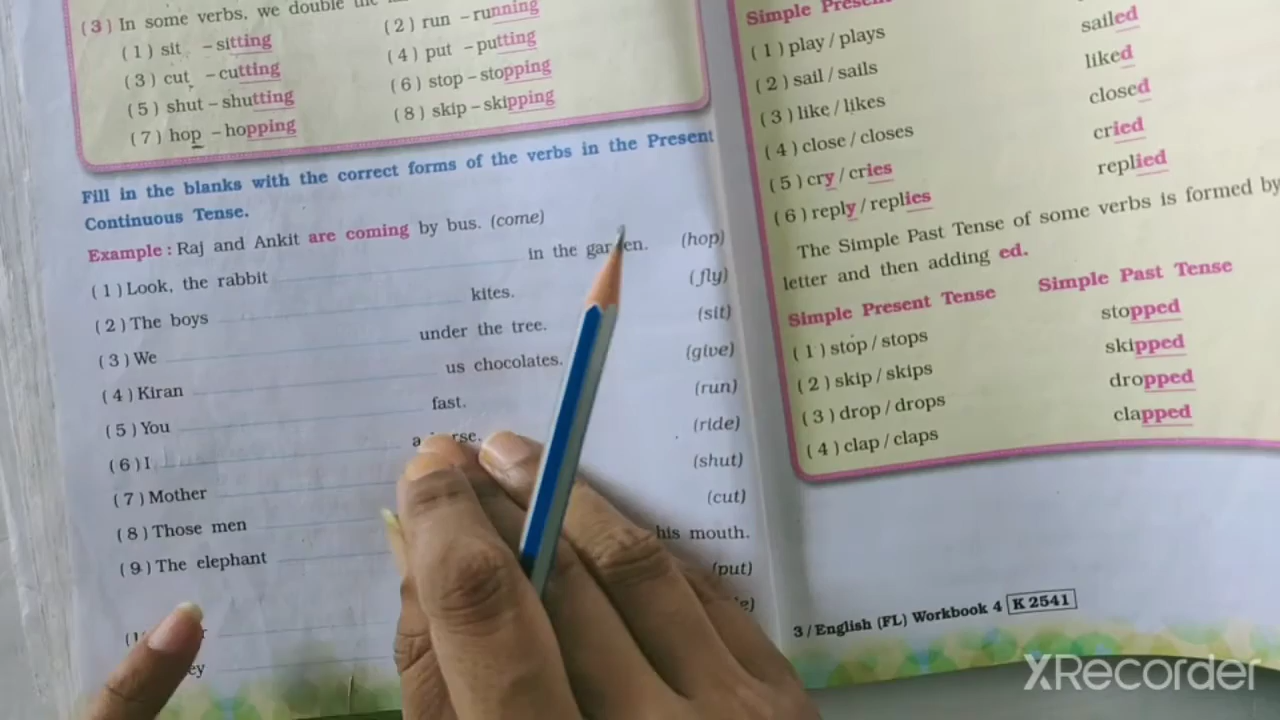 (3) In some verbs, we double the
(1) sit – sitting
(2) run – running
(3) cut – cutting
(4) put – putting
(5) shut – shutting
(6) stop – stopping
(7) hop – hopping
(8) skip – skipping
Fill in the blanks with the correct forms of the verbs in the Present
Continuous Tense.
Example : Raj and Ankit are coming by bus. (come)
(1) Look, the rabbit in the garden. (hop)
(2) The boys kites. (fly)
(3) We under the tree. (sit)
(4) Kiran us chocolates. (give)
(5) You fast. (run)
(6) I a (ride)
(7) Mother (shut)
(8) Those men (cut)
(9) The elephant his mouth.
(put)
Simple Present
(1) play / plays
sailed
(2) sail / sails
liked
(3) like / likes
closed
(4) close / closes
cried
(5) cry / cries
replied
(6) reply / replies
The Simple Past Tense of some verbs is formed by
letter and then adding ed.
Simple Present Tense Simple Past Tense
(1) stop / stops stopped
(2) skip / skips skipped
(3) drop / drops dropped
(4) clap / claps clapped
3 / English (FL) Workbook 4 K 2541
XRecorder